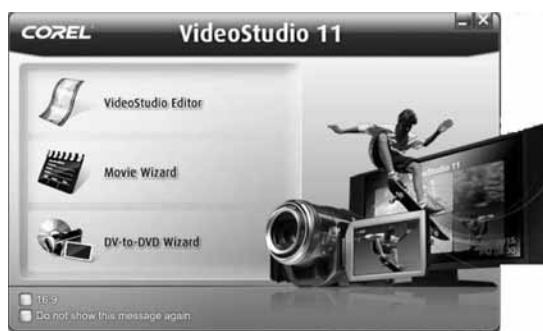 COREL
VideoStudio 11
VideoStudio Editor
Movie Wizard
DV-to-DVD Wizard
16:9
Do not show this message again